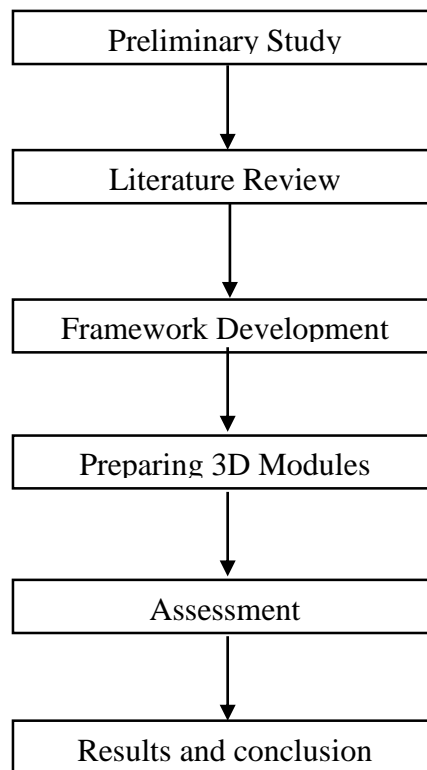 Preliminary Study
Literature Review
Framework Development
Preparing 3D Modules
Assessment
Results and conclusion